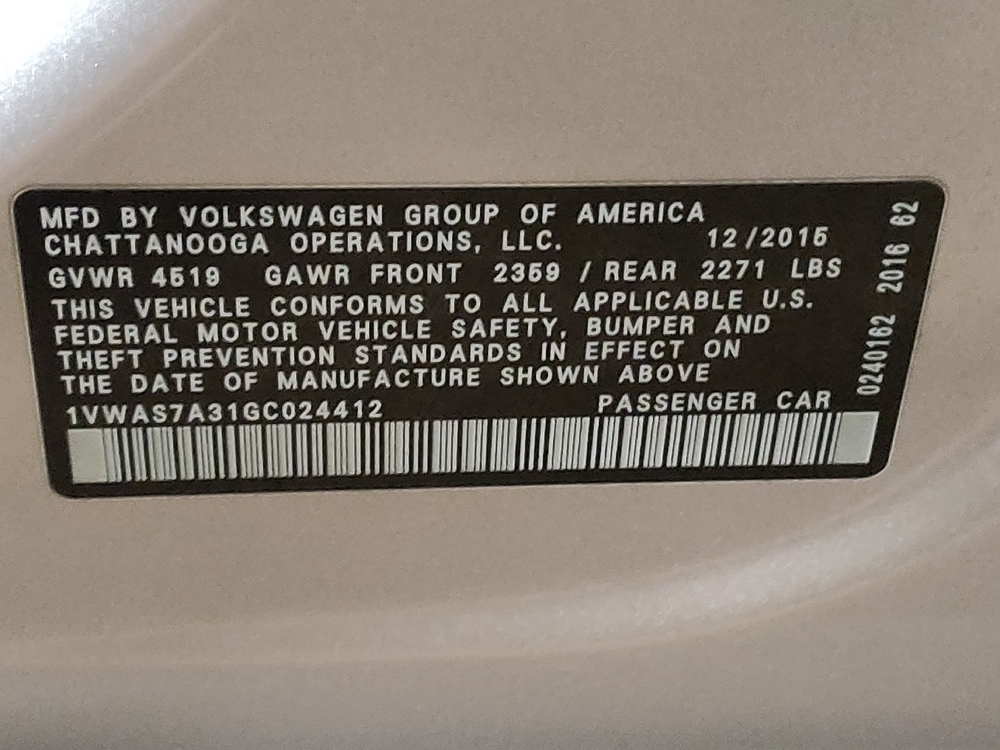 MFD BY VOLKSWAGEN GROUP OF AMERICA
CHATTANOOGA OPERATIONS, LLC. 12/2015
GVWR 4519 GAWR FRONT 2359 / REAR 2271 LBS
THIS VEHICLE CONFORMS TO ALL APPLICABLE U.S.
FEDERAL MOTOR VEHICLE SAFETY, BUMPER AND
THEFT PREVENTION STANDARDS IN EFFECT ON
THE DATE OF MANUFACTURE SHOWN ABOVE
1VWAS7A31GC024412 PASSENGER CAR
0240162 2016 62